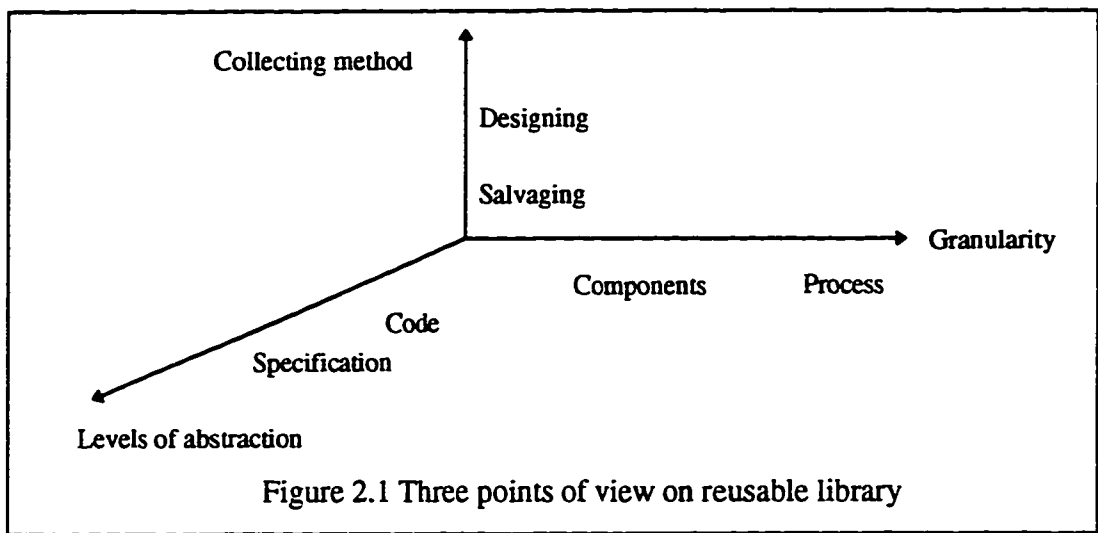 Collecting method
Designing
Salvaging
Granularity
Components Process
Code
Specification
Levels of abstraction
Figure 2.1 Three points of view on reusable library